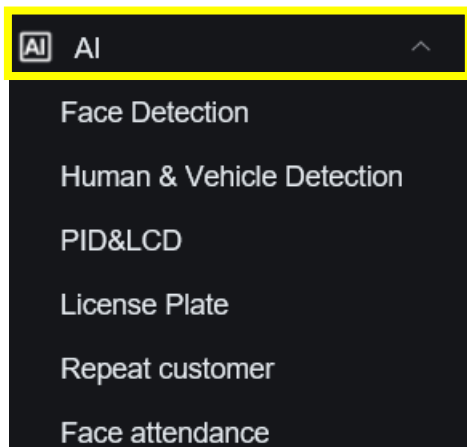 AI AI
Face Detection
Human & Vehicle Detection
PID&LCD
License Plate
Repeat customer
Face attendance